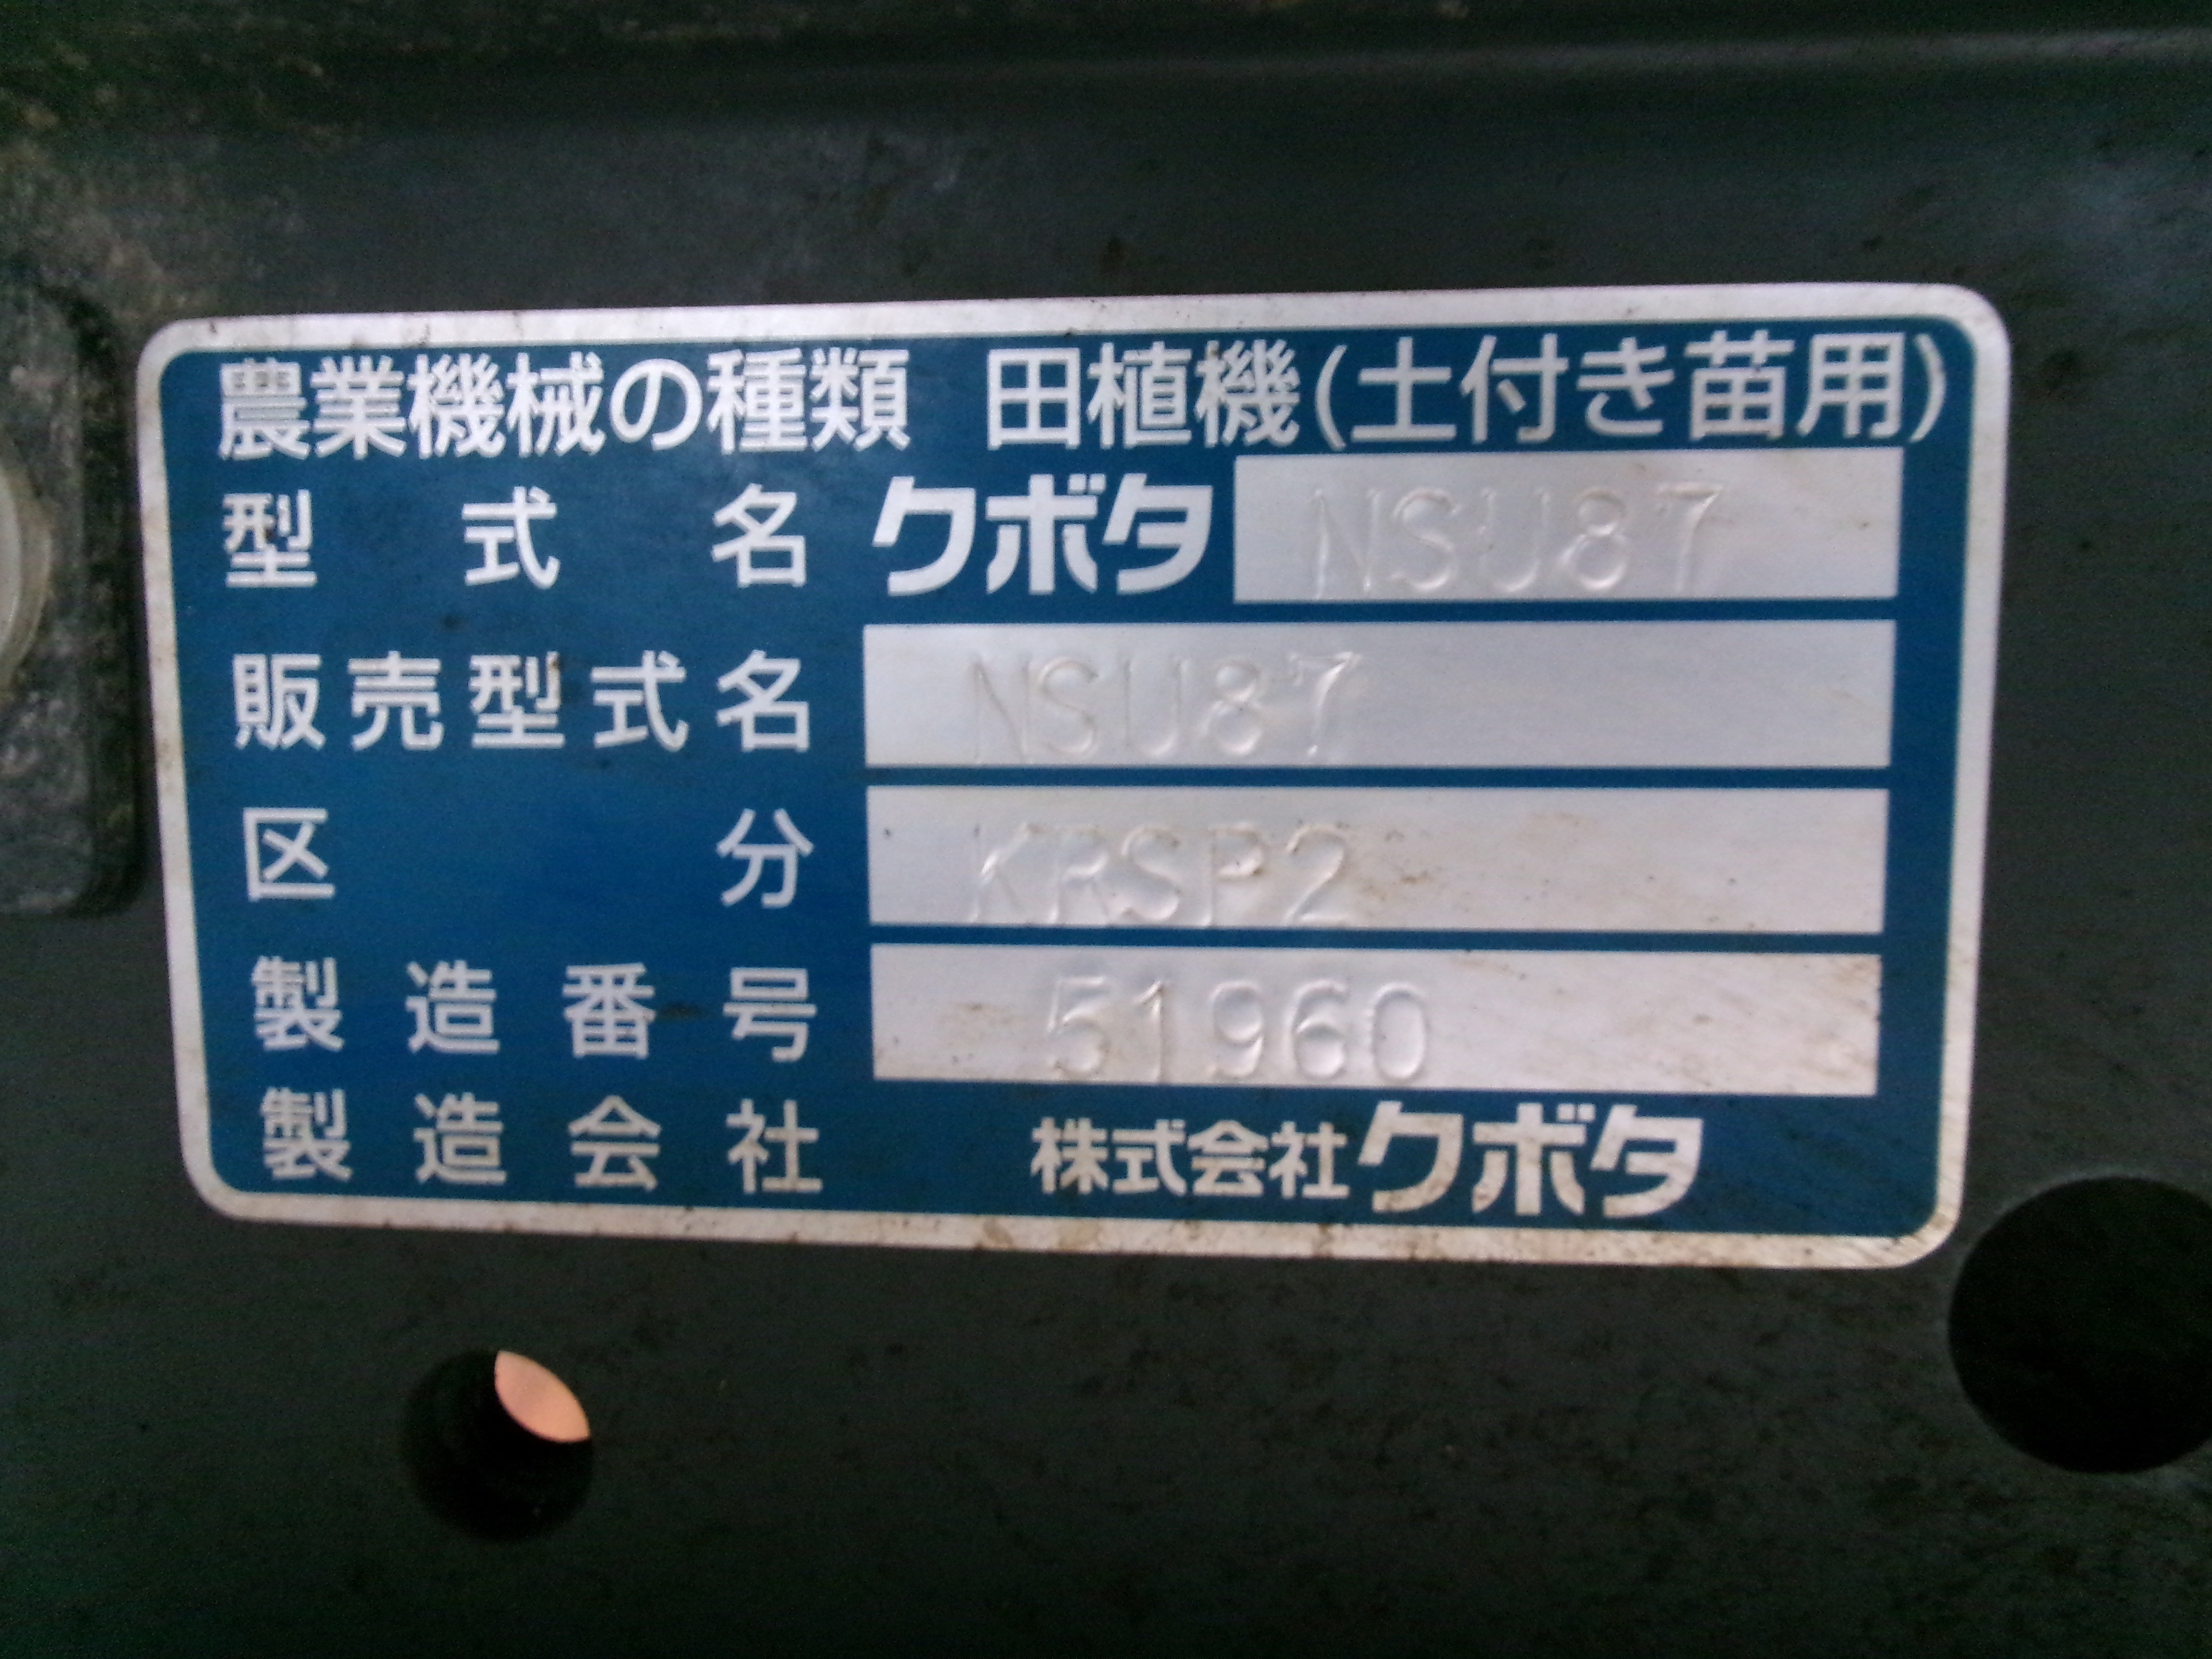 農業機械の種類 田植機(土付き苗用)
型式名 クボタ NSU87
販売型式名 NSU87
区分 KRSP2
製造番号 51960
製造会社 株式会社クボタ